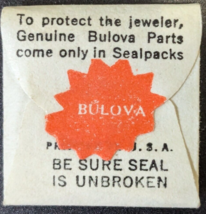 To protect the jeweler,
Genuine Bulova Parts
come only in Sealpacks
BULOVA
U. S. A.
BE SURE SEAL
IS UNBROKEN